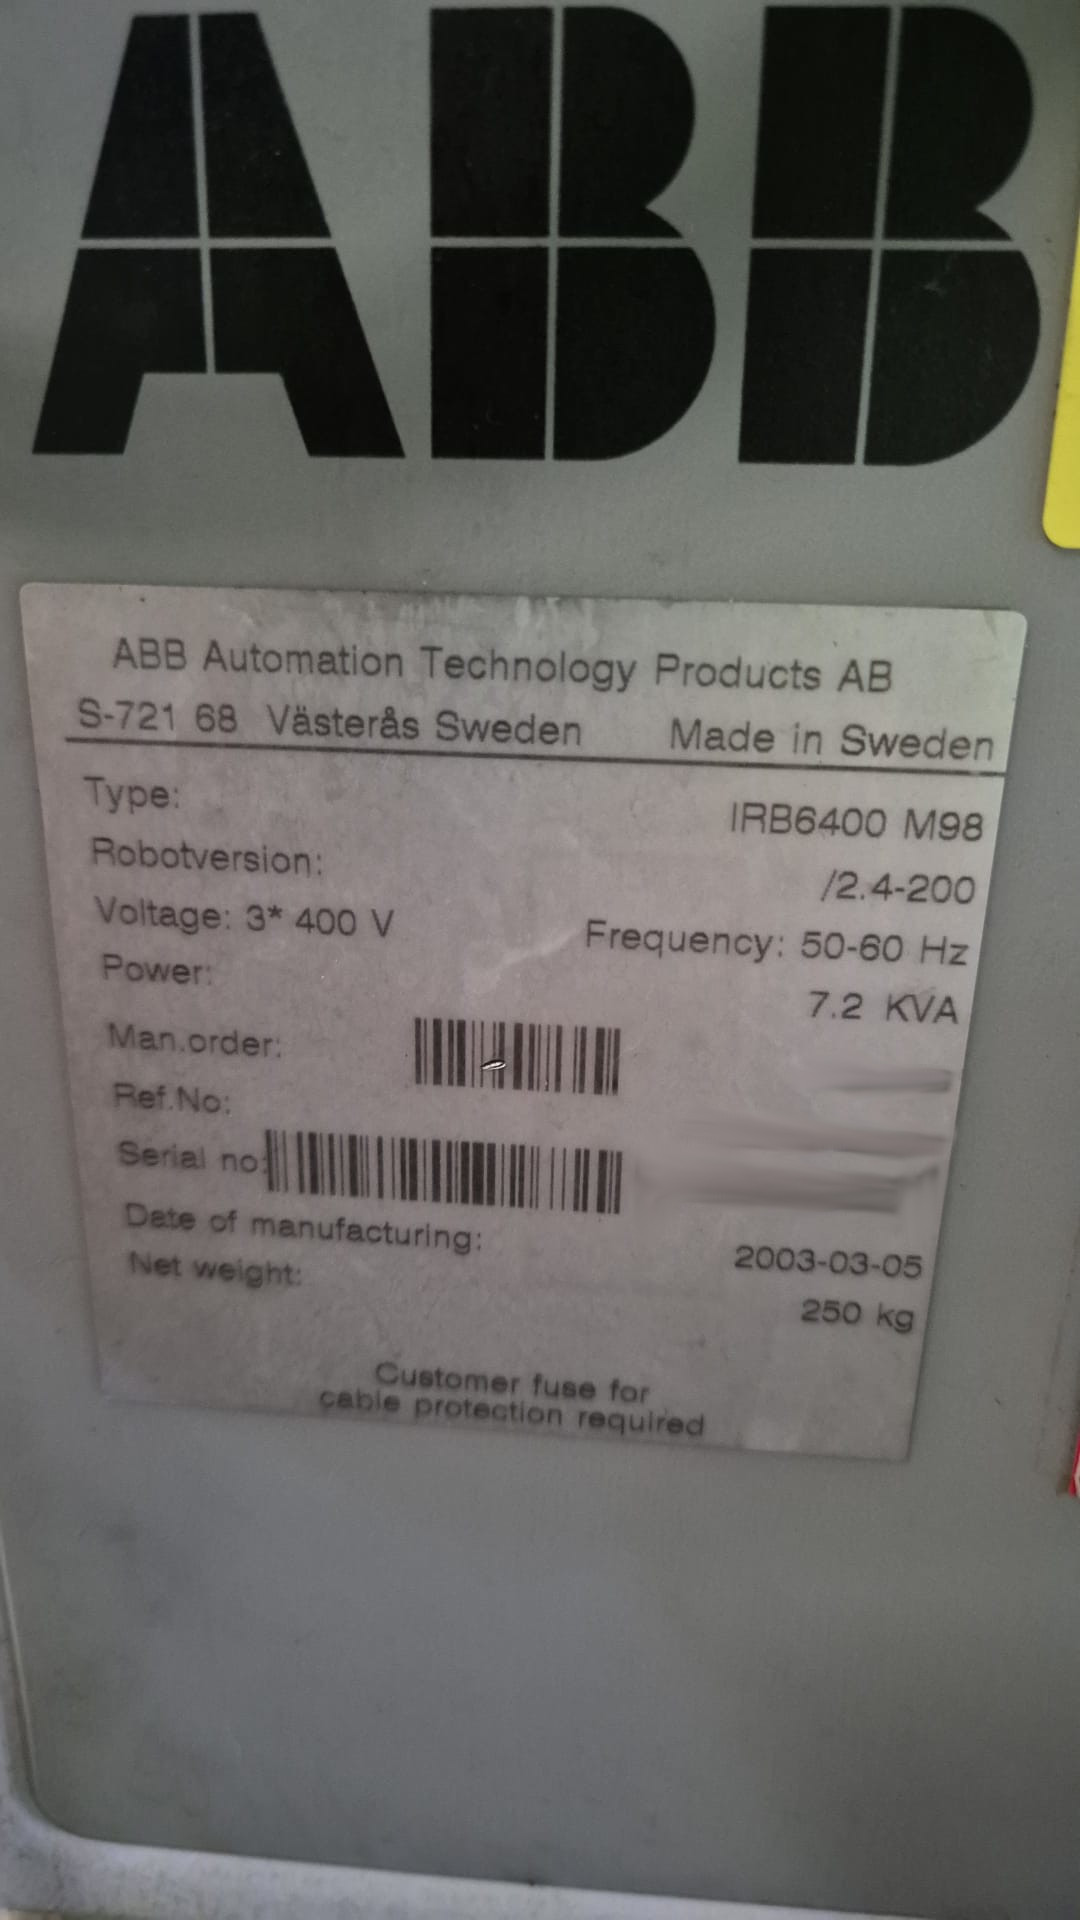 ABB
ABB Automation Technology Products AB
S-721 68 Västerås Sweden Made in Sweden
Type: IRB6400 M98
Robotversion: /2.4-200
Voltage: 3* 400 V Frequency: 50-60 Hz
Power: 7.2 KVA
Man.order:
Ref.No:
Serial no:
Date of manufacturing: 2003-03-05
Net weight: 250 kg
Customer fuse for
cable protection required